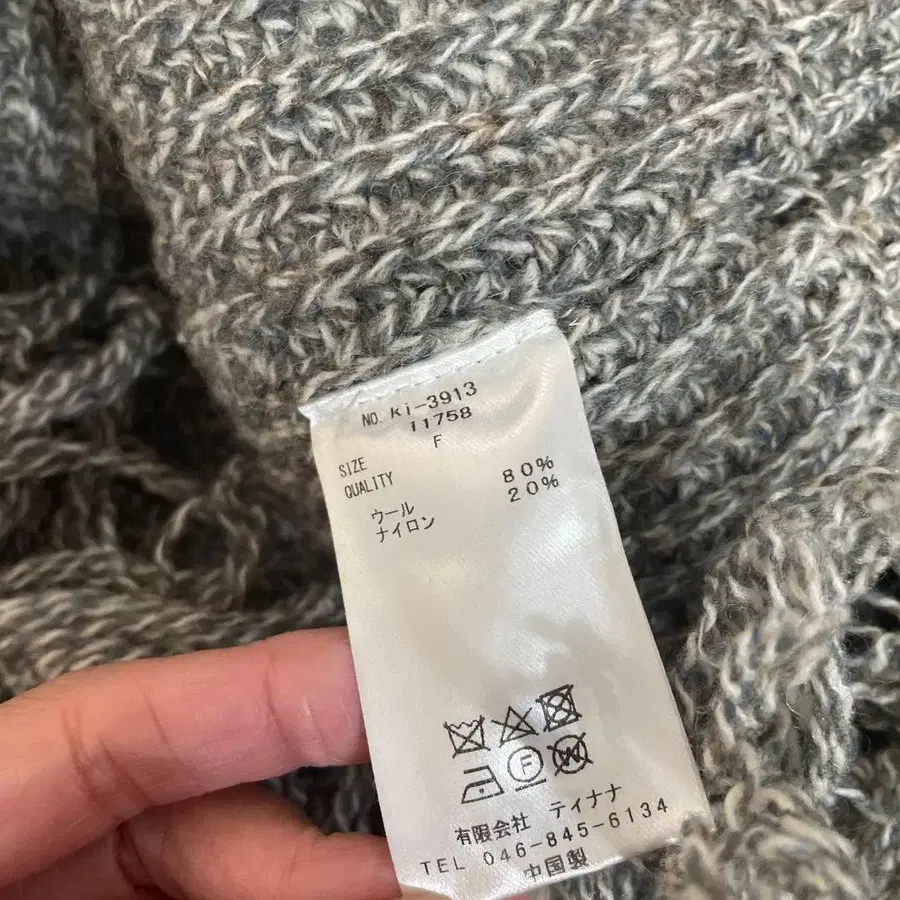 NO. Ki-3913
11758
SIZE F
QUALITY
ウール 80%
ナイロン 20%
F
W
有限会社 ティナナ
TEL 046-845-6134
中国製